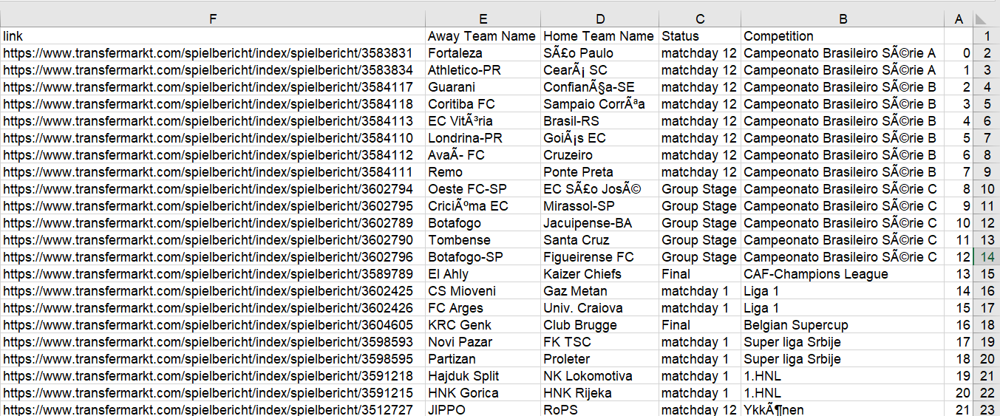 F E D C B A
link Away Team Name Home Team Name Status Competition 1
https://www.transfermarkt.com/spielbericht/index/spielbericht/3583831 Fortaleza SÃ£o Paulo matchday 12 Campeonato Brasileiro SÃ©rie A 0 2
https://www.transfermarkt.com/spielbericht/index/spielbericht/3583834 Athletico-PR CearÃ¡ SC matchday 12 Campeonato Brasileiro SÃ©rie A 1 3
https://www.transfermarkt.com/spielbericht/index/spielbericht/3584117 Guarani ConfianÃ§a-SE matchday 12 Campeonato Brasileiro SÃ©rie B 2 4
https://www.transfermarkt.com/spielbericht/index/spielbericht/3584118 Coritiba FC Sampaio CorrÃªa matchday 12 Campeonato Brasileiro SÃ©rie B 3 5
https://www.transfermarkt.com/spielbericht/index/spielbericht/3584113 EC VitÃ³ria Brasil-RS matchday 12 Campeonato Brasileiro SÃ©rie B 4 6
https://www.transfermarkt.com/spielbericht/index/spielbericht/3584110 Londrina-PR GoiÃ¡s EC matchday 12 Campeonato Brasileiro SÃ©rie B 5 7
https://www.transfermarkt.com/spielbericht/index/spielbericht/3584112 AvaÃ- FC Cruzeiro matchday 12 Campeonato Brasileiro SÃ©rie B 6 8
https://www.transfermarkt.com/spielbericht/index/spielbericht/3584111 Remo Ponte Preta matchday 12 Campeonato Brasileiro SÃ©rie B 7 9
https://www.transfermarkt.com/spielbericht/index/spielbericht/3602794 Oeste FC-SP EC SÃ£o JosÃ© Group Stage Campeonato Brasileiro SÃ©rie C 8 10
https://www.transfermarkt.com/spielbericht/index/spielbericht/3602795 CriciÃºma EC Mirassol-SP Group Stage Campeonato Brasileiro SÃ©rie C 9 11
https://www.transfermarkt.com/spielbericht/index/spielbericht/3602789 Botafogo Jacuipense-BA Group Stage Campeonato Brasileiro SÃ©rie C 10 12
https://www.transfermarkt.com/spielbericht/index/spielbericht/3602790 Tombense Santa Cruz Group Stage Campeonato Brasileiro SÃ©rie C 11 13
https://www.transfermarkt.com/spielbericht/index/spielbericht/3602796 Botafogo-SP Figueirense FC Group Stage Campeonato Brasileiro SÃ©rie C 12 14
https://www.transfermarkt.com/spielbericht/index/spielbericht/3589789 El Ahly Kaizer Chiefs Final CAF-Champions League 13 15
https://www.transfermarkt.com/spielbericht/index/spielbericht/3602425 CS Mioveni Gaz Metan matchday 1 Liga 1 14 16
https://www.transfermarkt.com/spielbericht/index/spielbericht/3602426 FC Arges Univ. Craiova matchday 1 Liga 1 15 17
https://www.transfermarkt.com/spielbericht/index/spielbericht/3604605 KRC Genk Club Brugge Final Belgian Supercup 16 18
https://www.transfermarkt.com/spielbericht/index/spielbericht/3598593 Novi Pazar FK TSC matchday 1 Super liga Srbije 17 19
https://www.transfermarkt.com/spielbericht/index/spielbericht/3598595 Partizan Proleter matchday 1 Super liga Srbije 18 20
https://www.transfermarkt.com/spielbericht/index/spielbericht/3591218 Hajduk Split NK Lokomotiva matchday 1 1.HNL 19 21
https://www.transfermarkt.com/spielbericht/index/spielbericht/3591215 HNK Gorica HNK Rijeka matchday 1 1.HNL 20 22
https://www.transfermarkt.com/spielbericht/index/spielbericht/3512727 JIPPO RoPS matchday 12 YkkÃ¶nen 21 23